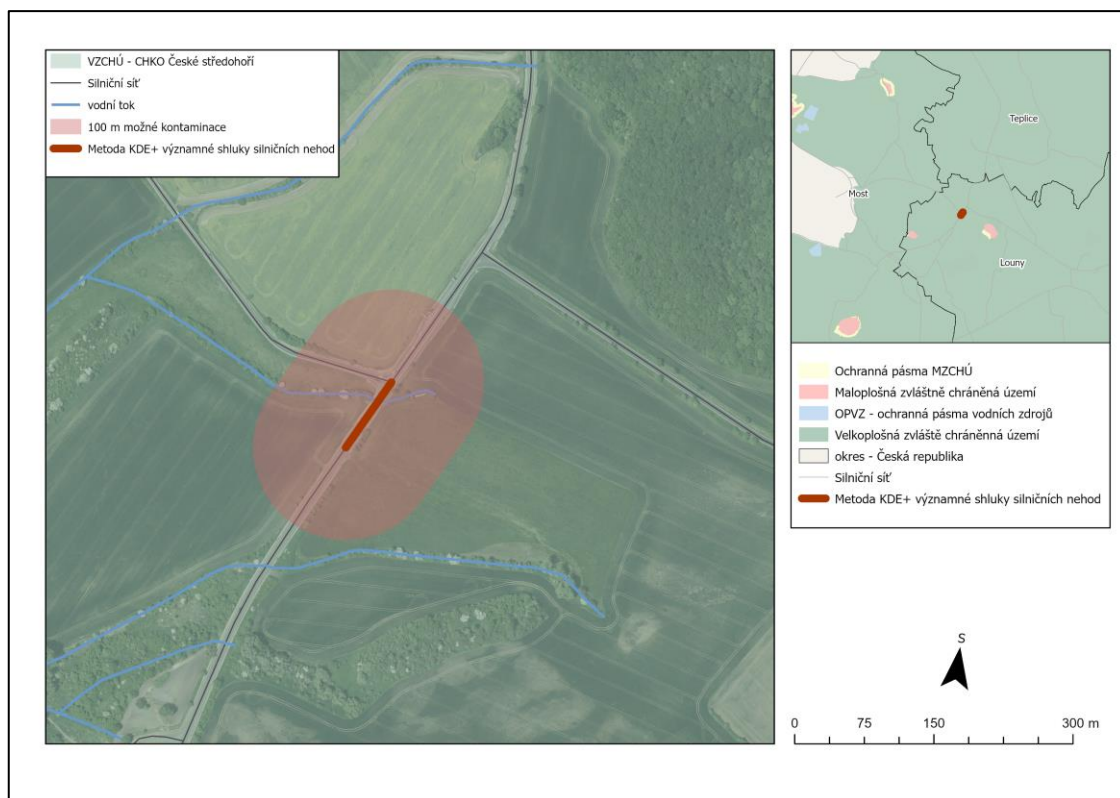 VZCHÚ - CHKO České středohoří
Silniční síť
vodní tok
100 m možné kontaminace
Metoda KDE+ významné shluky silničních nehod
Teplice
Most
Louny
Ochranná pásma MZCHÚ
Maloplošná zvláštně chráněná území
OPVZ - ochranná pásma vodních zdrojů
Velkoplošná zvláště chráněnná území
okres - Česká republika
Silniční síť
Metoda KDE+ významné shluky silničních nehod
S
0 75 150 300 m